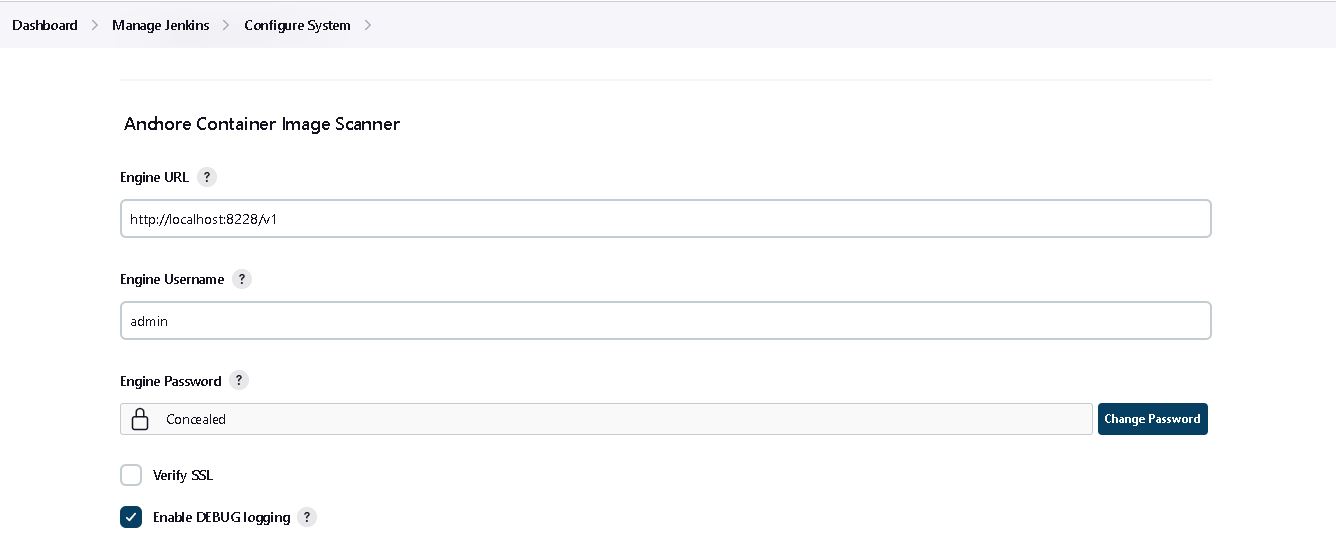 Dashboard > Manage Jenkins > Configure System >
Anchore Container Image Scanner
Engine URL ?
http://localhost:8228/v1
Engine Username ?
admin
Engine Password ?
Concealed Change Password
Verify SSL
Enable DEBUG logging ?